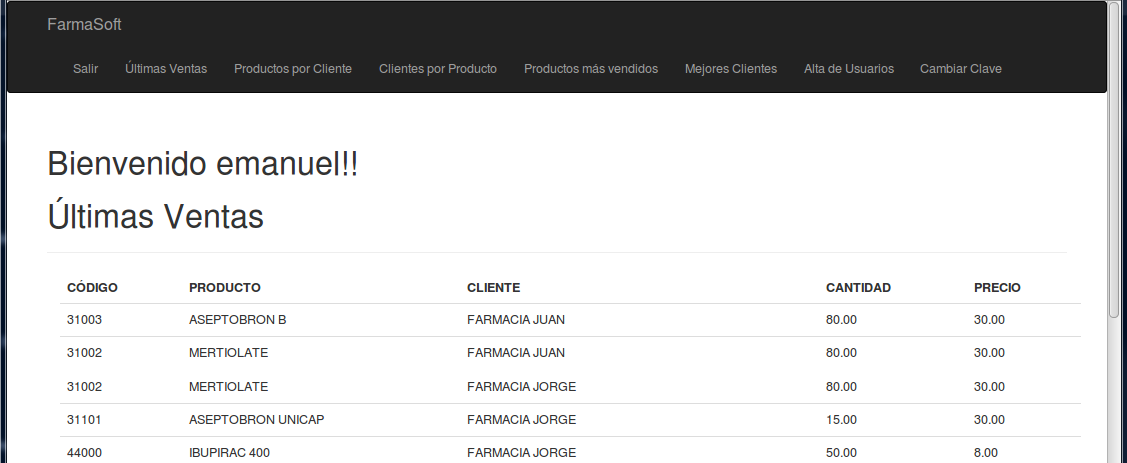 FarmaSoft
Salir Últimas Ventas Productos por Cliente Clientes por Producto Productos más vendidos Mejores Clientes Alta de Usuarios Cambiar Clave
Bienvenido emanuel!!
Últimas Ventas
CÓDIGO PRODUCTO CLIENTE CANTIDAD PRECIO
31003 ASEPTOBRON B FARMACIA JUAN 80.00 30.00
31002 MERTIOLATE FARMACIA JUAN 80.00 30.00
31002 MERTIOLATE FARMACIA JORGE 80.00 30.00
31101 ASEPTOBRON UNICAP FARMACIA JORGE 15.00 30.00
44000 IBUPIRAC 400 FARMACIA JORGE 50.00 8.00